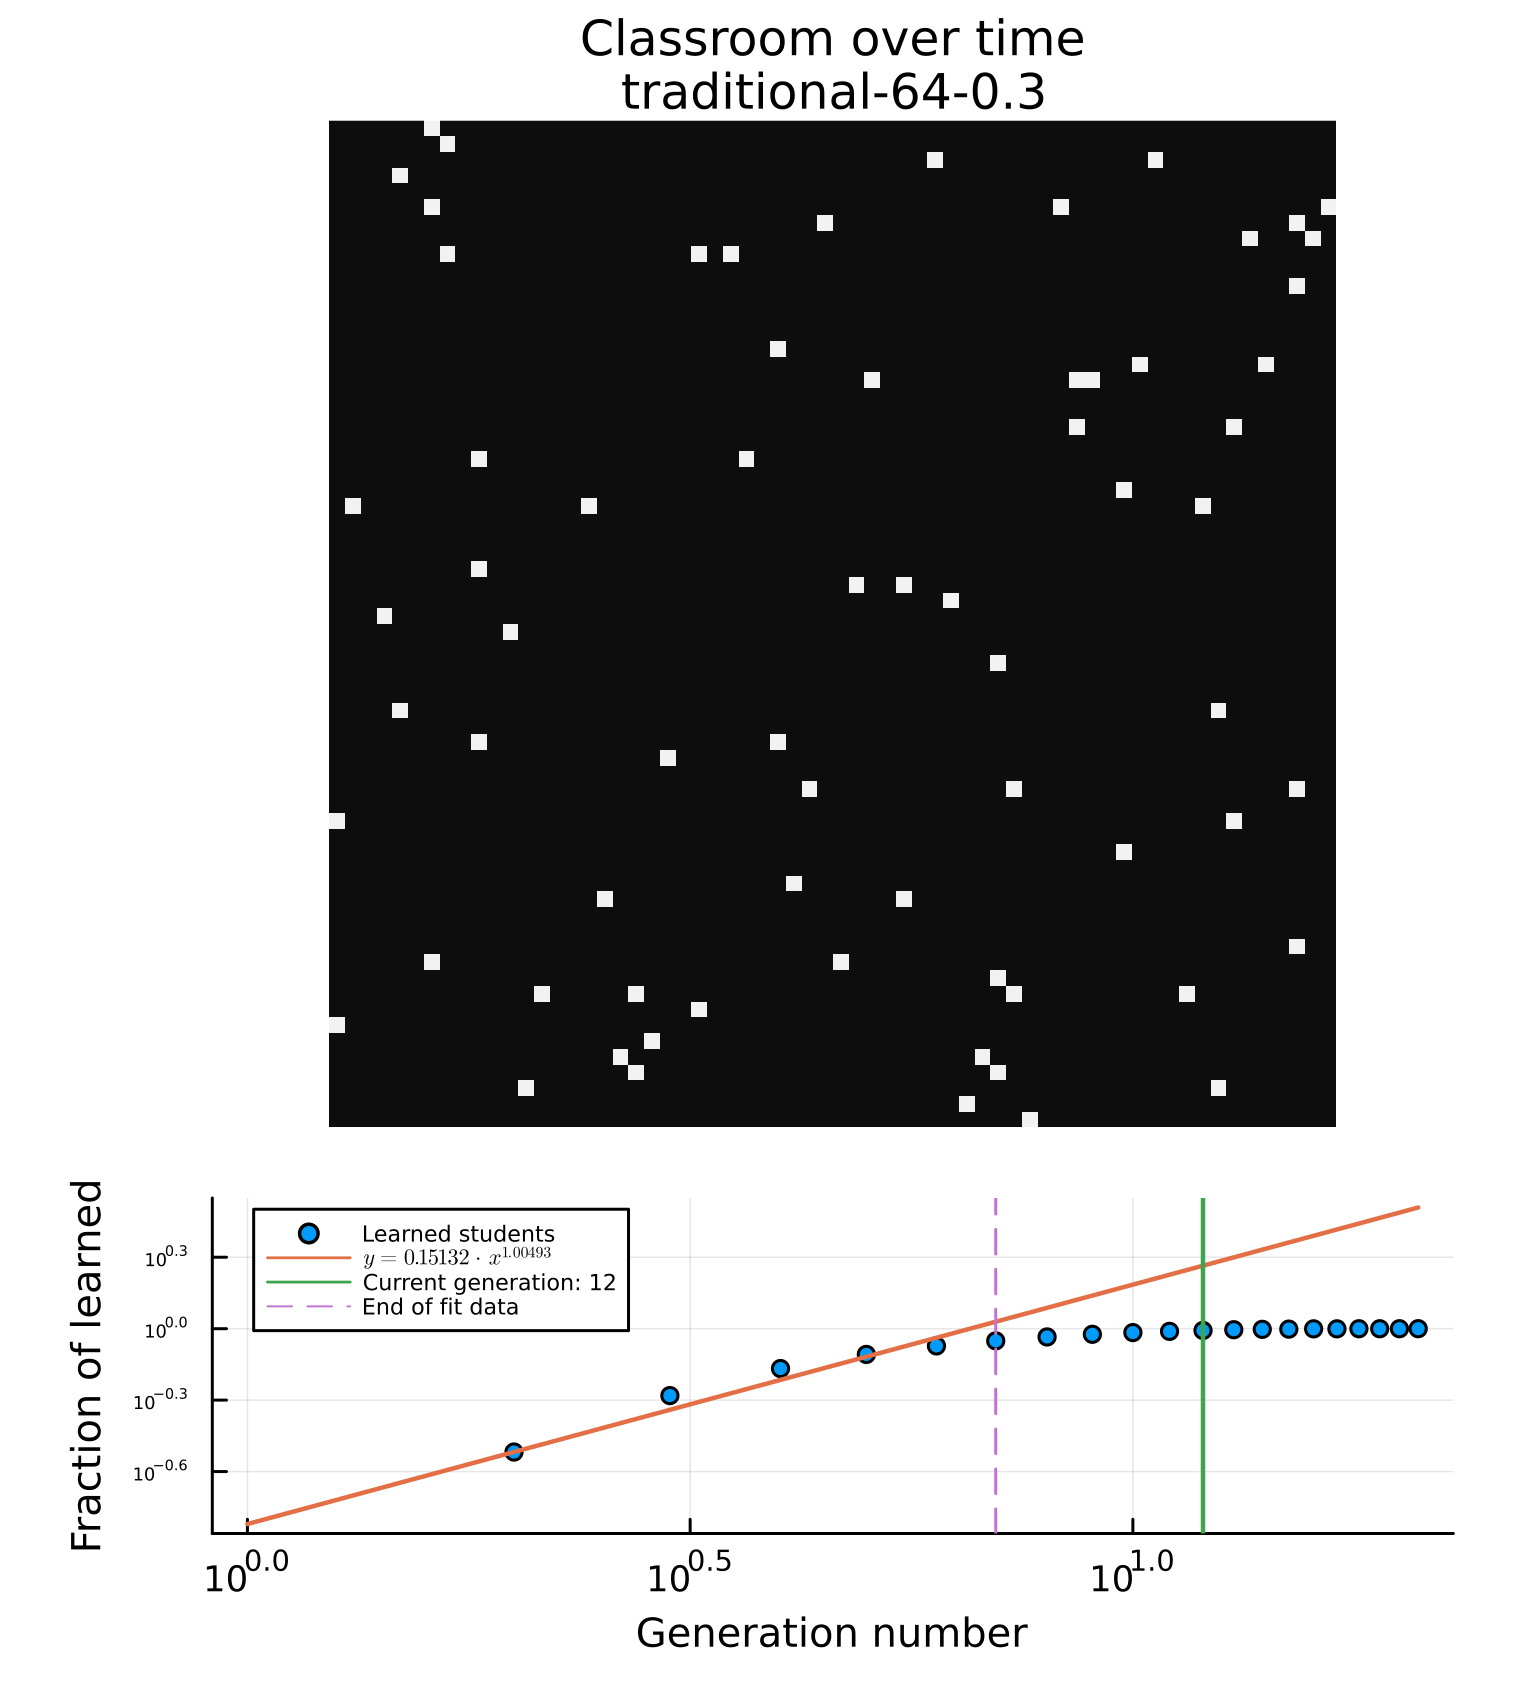 Classroom over time
traditional-64-0.3
Fraction of learned
10^0.3
10^0.0
10^−0.3
10^−0.6
Learned students
y = 0.15132 · x^1.00493
Current generation: 12
End of fit data
10^0.0
10^0.5
10^1.0
Generation number